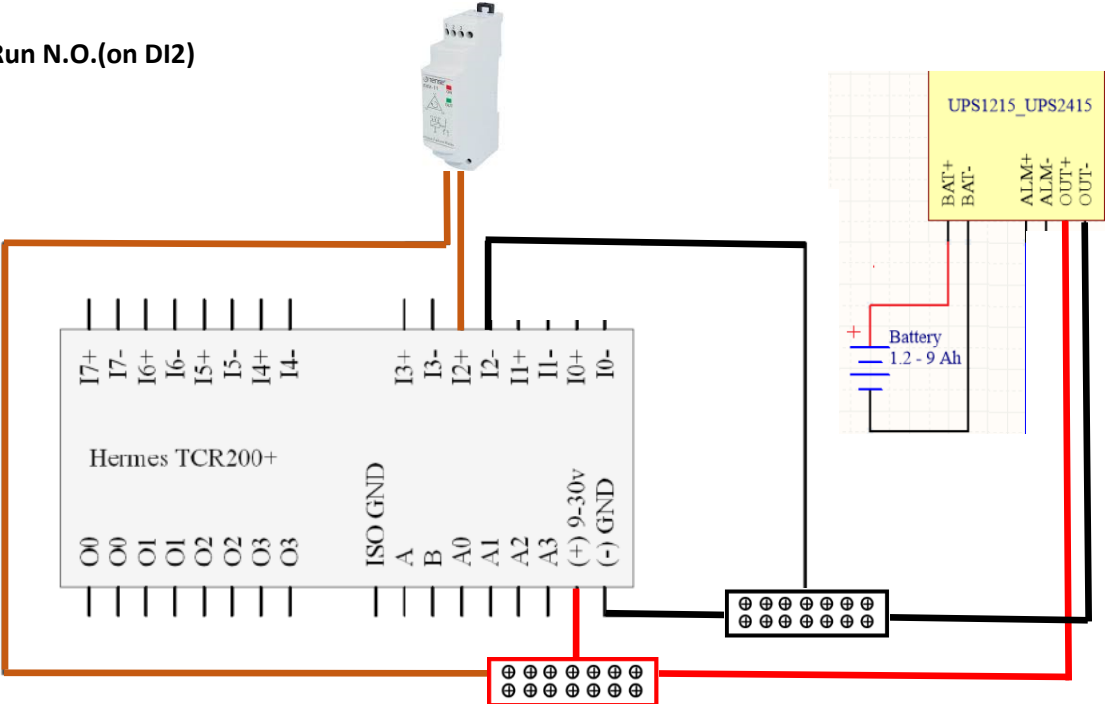 Run N.O.(on DI2)
UPS1215_UPS2415
BAT+
BAT-
ALM+
ALM-
OUT+
OUT-
+
Battery
1.2 - 9 Ah
I7+ I7- I6+ I6- I5+ I5- I4+ I4- I3+ I3- I2+ I2- I1+ I1- I0+ I0-
Hermes TCR200+
O0 O0 O1 O1 O2 O2 O3 O3 ISO GND A B A0 A1 A2 A3 (+) 9-30v (-) GND